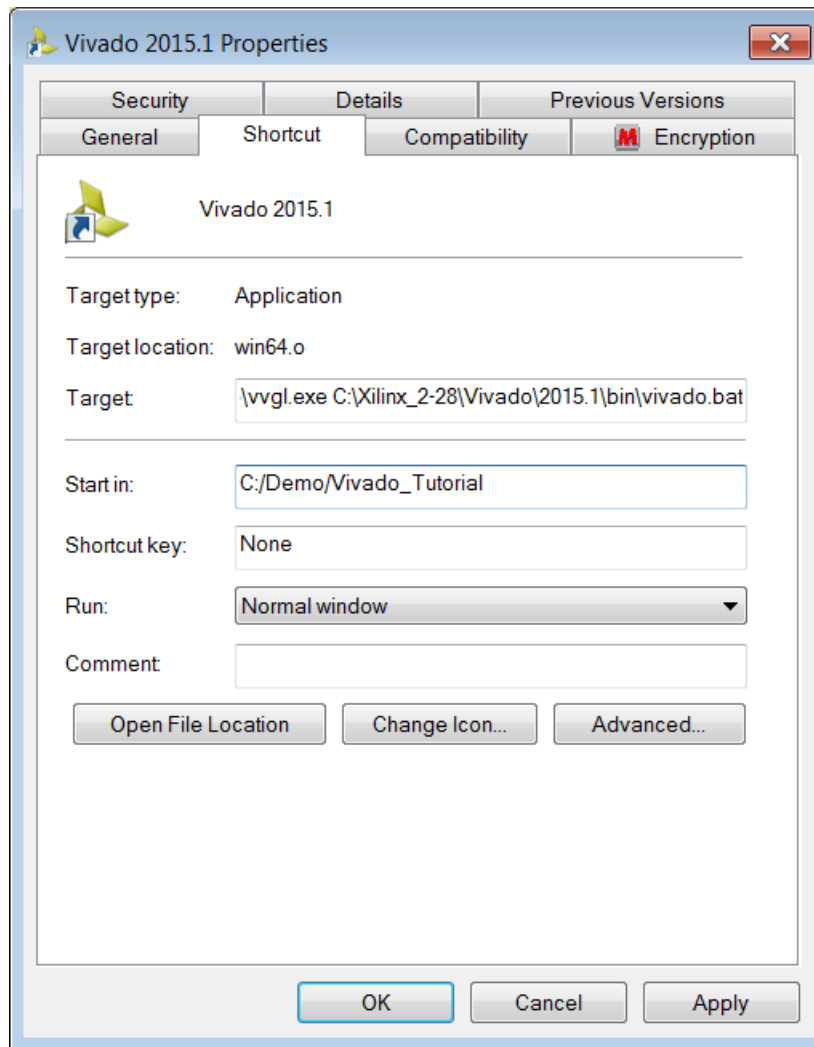 Vivado 2015.1 Properties
Security Details Previous Versions
General Shortcut Compatibility Encryption
Vivado 2015.1
Target type: Application
Target location: win64.o
Target: \vvgl.exe C:\Xilinx_2-28\Vivado\2015.1\bin\vivado.bat
Start in: C:/Demo/Vivado_Tutorial
Shortcut key: None
Run: Normal window
Comment:
Open File Location Change Icon... Advanced...
OK Cancel Apply